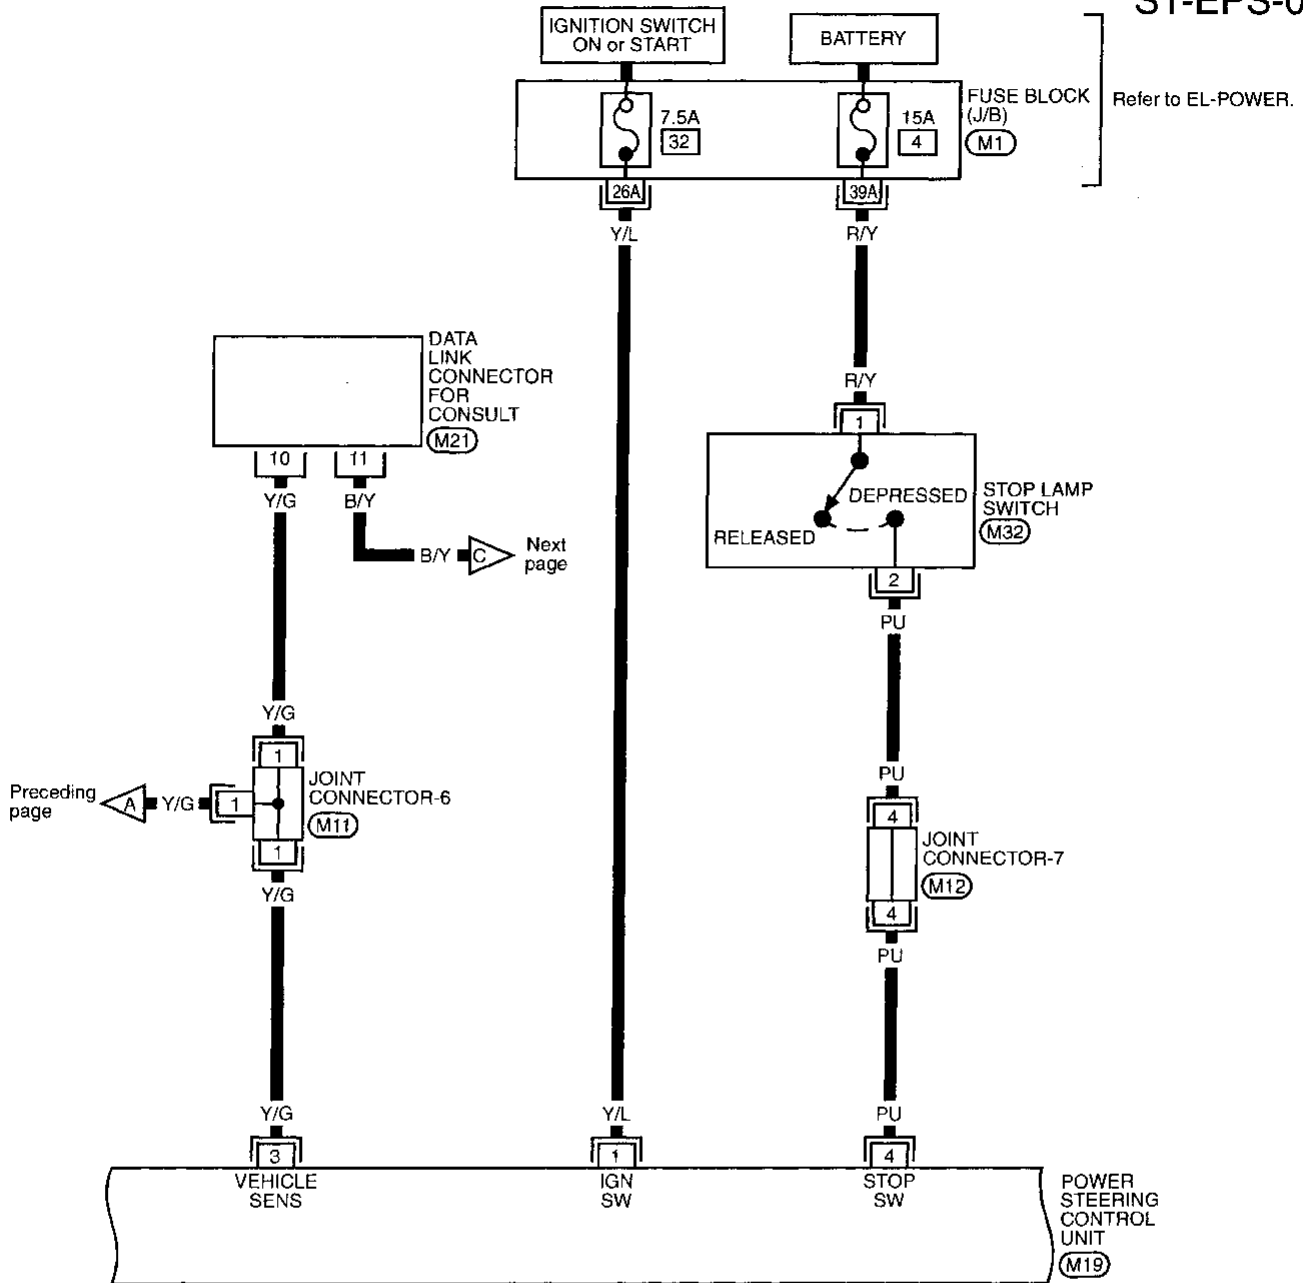 ST-EPS-0
IGNITION SWITCH
ON or START
BATTERY
7.5A
32
15A
4
FUSE BLOCK
(J/B)
M1
Refer to EL-POWER.
26A
39A
Y/L
R/Y
DATA
LINK
CONNECTOR
FOR
CONSULT
M21
10
11
Y/G
B/Y
B/Y
C
Next
page
R/Y
1
DEPRESSED
RELEASED
STOP LAMP
SWITCH
M32
2
PU
Y/G
1
Preceding
page
A
Y/G
1
JOINT
CONNECTOR-6
M11
1
Y/G
PU
4
JOINT
CONNECTOR-7
M12
4
PU
Y/G
Y/L
PU
3
1
4
VEHICLE
SENS
IGN
SW
STOP
SW
POWER
STEERING
CONTROL
UNIT
M19